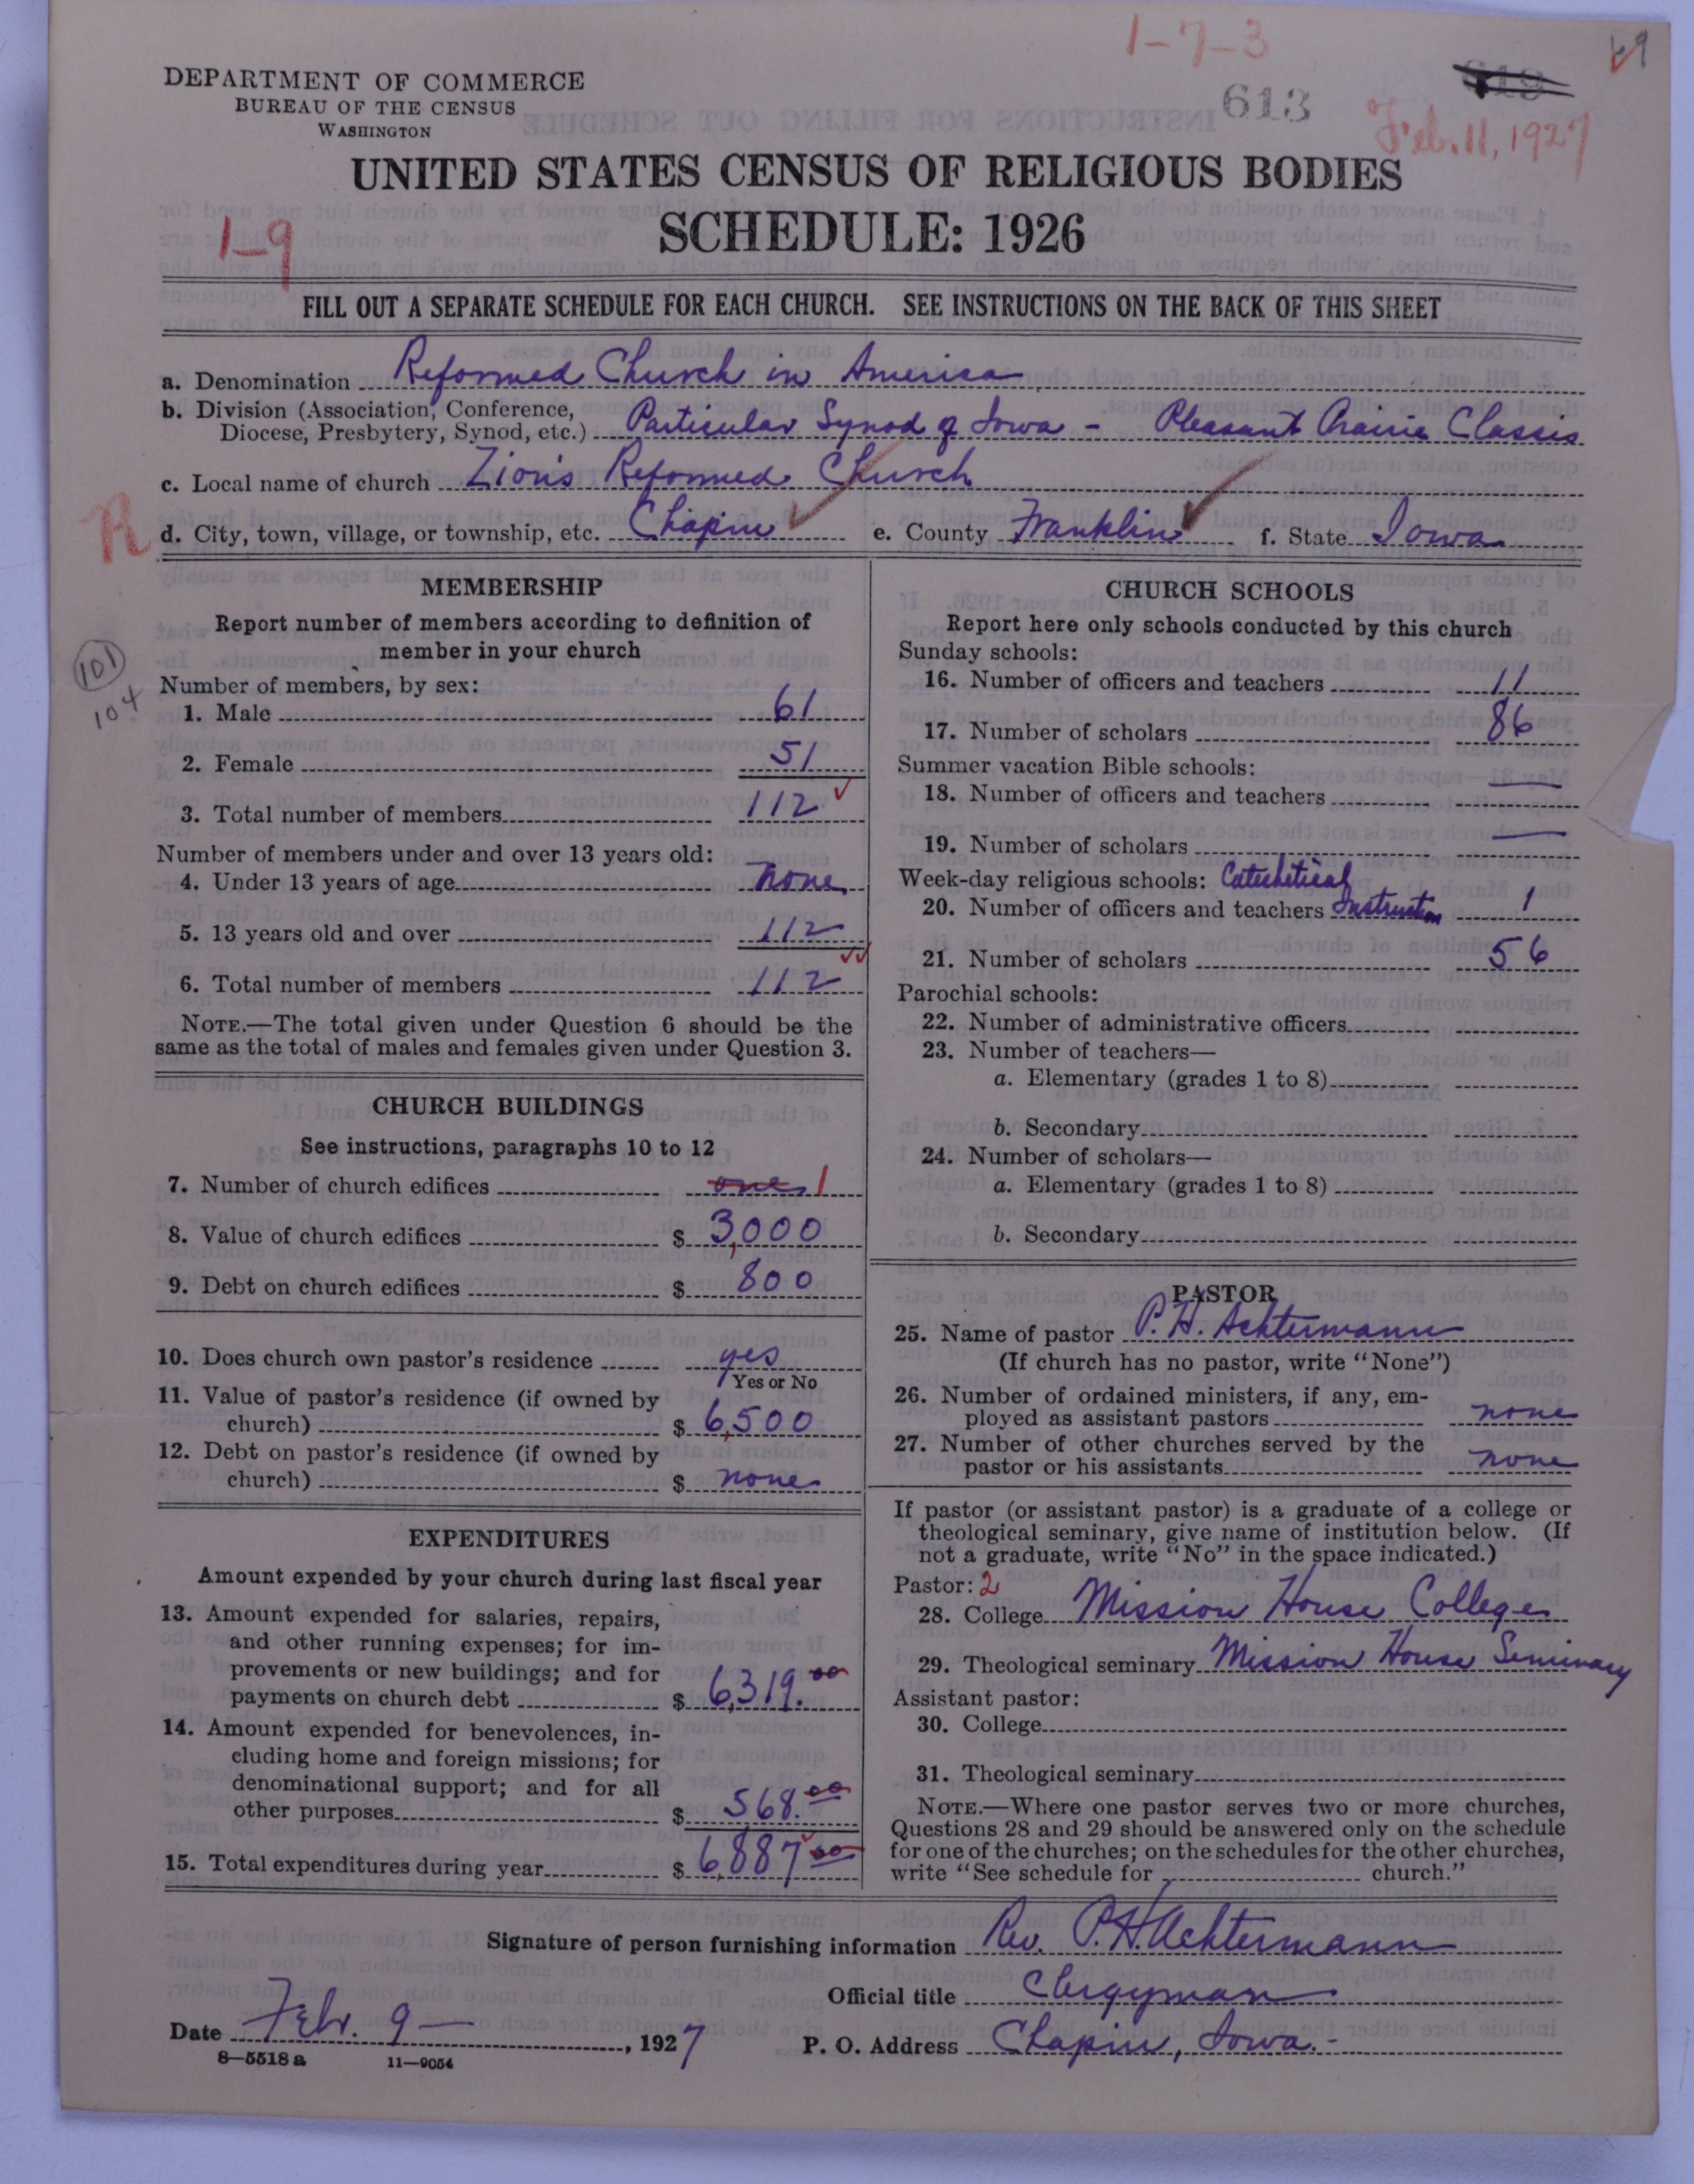 1-7-3
DEPARTMENT OF COMMERCE
BUREAU OF THE CENSUS
WASHINGTON
613
Feb. 11, 1927
UNITED STATES CENSUS OF RELIGIOUS BODIES
SCHEDULE: 1926
1-9
FILL OUT A SEPARATE SCHEDULE FOR EACH CHURCH. SEE INSTRUCTIONS ON THE BACK OF THIS SHEET
a. Denomination Reformed Church in America
b. Division (Association, Conference,
Diocese, Presbytery, Synod, etc.) Particular Synod of Iowa - Pleasant Prairie Classis
c. Local name of church Zion's Reformed Church
R
d. City, town, village, or township, etc. Chapin e. County Franklin f. State Iowa
MEMBERSHIP
Report number of members according to definition of
member in your church
101
104
Number of members, by sex:
1. Male 61
2. Female 51
3. Total number of members 112
Number of members under and over 13 years old:
4. Under 13 years of age none
5. 13 years old and over 112
6. Total number of members 112
NOTE.—The total given under Question 6 should be the
same as the total of males and females given under Question 3.
CHURCH BUILDINGS
See instructions, paragraphs 10 to 12
7. Number of church edifices one 1
8. Value of church edifices $ 3,000
9. Debt on church edifices $ 800
10. Does church own pastor's residence yes
Yes or No
11. Value of pastor's residence (if owned by
church) $ 6,500
12. Debt on pastor's residence (if owned by
church) $ none
EXPENDITURES
Amount expended by your church during last fiscal year
13. Amount expended for salaries, repairs,
and other running expenses; for im-
provements or new buildings; and for
payments on church debt $ 6,319.00
14. Amount expended for benevolences, in-
cluding home and foreign missions; for
denominational support; and for all
other purposes $ 568.00
15. Total expenditures during year $ 6,887.00
CHURCH SCHOOLS
Report here only schools conducted by this church
Sunday schools:
16. Number of officers and teachers 11
17. Number of scholars 86
Summer vacation Bible schools:
18. Number of officers and teachers —
19. Number of scholars —
Week-day religious schools: Catechetical
20. Number of officers and teachers Instruction 1
21. Number of scholars 56
Parochial schools:
22. Number of administrative officers
23. Number of teachers—
a. Elementary (grades 1 to 8)
b. Secondary
24. Number of scholars—
a. Elementary (grades 1 to 8)
b. Secondary
PASTOR
25. Name of pastor P. H. Achtermann
(If church has no pastor, write "None")
26. Number of ordained ministers, if any, em-
ployed as assistant pastors none
27. Number of other churches served by the
pastor or his assistants none
If pastor (or assistant pastor) is a graduate of a college or
theological seminary, give name of institution below. (If
not a graduate, write "No" in the space indicated.)
Pastor: 2
28. College Mission House College
29. Theological seminary Mission House Seminary
Assistant pastor:
30. College
31. Theological seminary
NOTE.—Where one pastor serves two or more churches,
Questions 28 and 29 should be answered only on the schedule
for one of the churches; on the schedules for the other churches,
write "See schedule for church."
Signature of person furnishing information Rev. P. H. Achtermann
Official title Clergyman
Date Febr. 9 — , 1927
P. O. Address Chapin, Iowa.-
8—5518a 11—9054